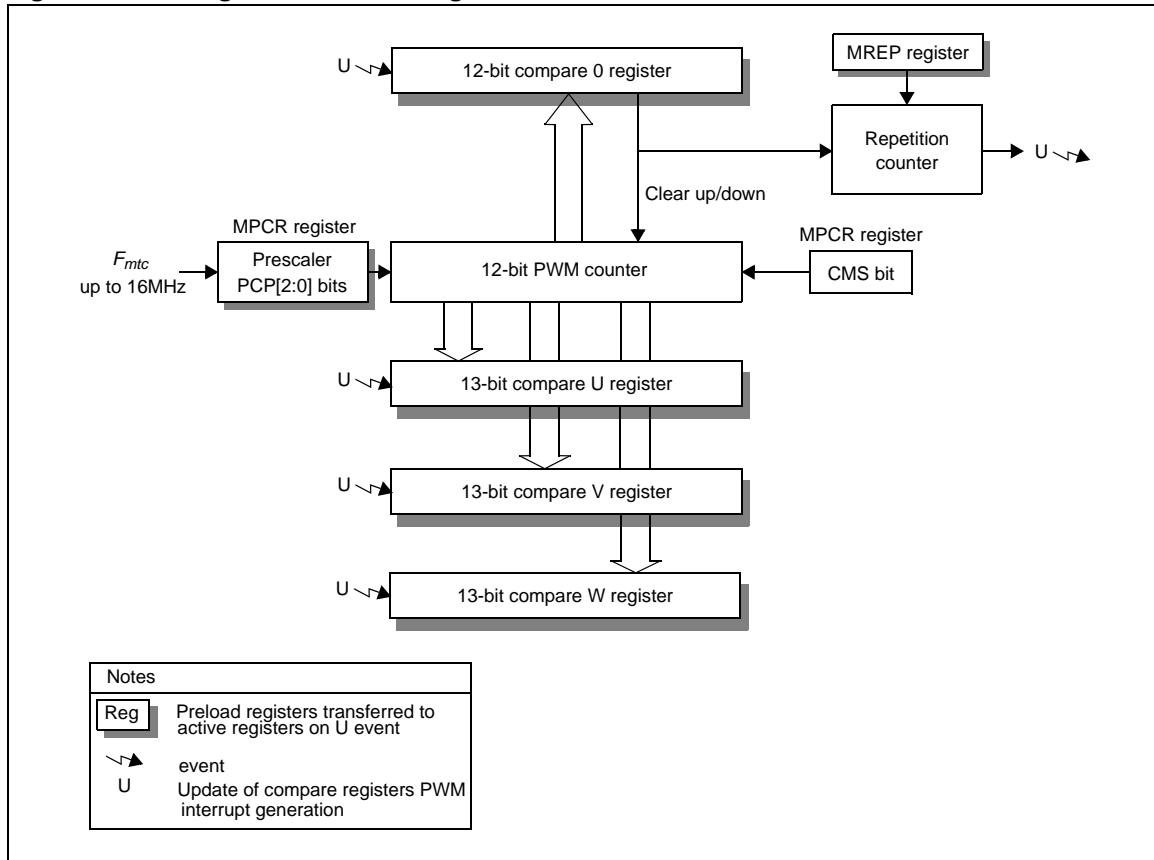 MREP register
U
12-bit compare 0 register
Repetition
counter
U
Clear up/down
MPCR register
MPCR register
Fmtc
up to 16MHz
Prescaler
PCP[2:0] bits
12-bit PWM counter
CMS bit
U
13-bit compare U register
U
13-bit compare V register
U
13-bit compare W register
Notes
Reg
Preload registers transferred to
active registers on U event
event
U
Update of compare registers PWM
interrupt generation